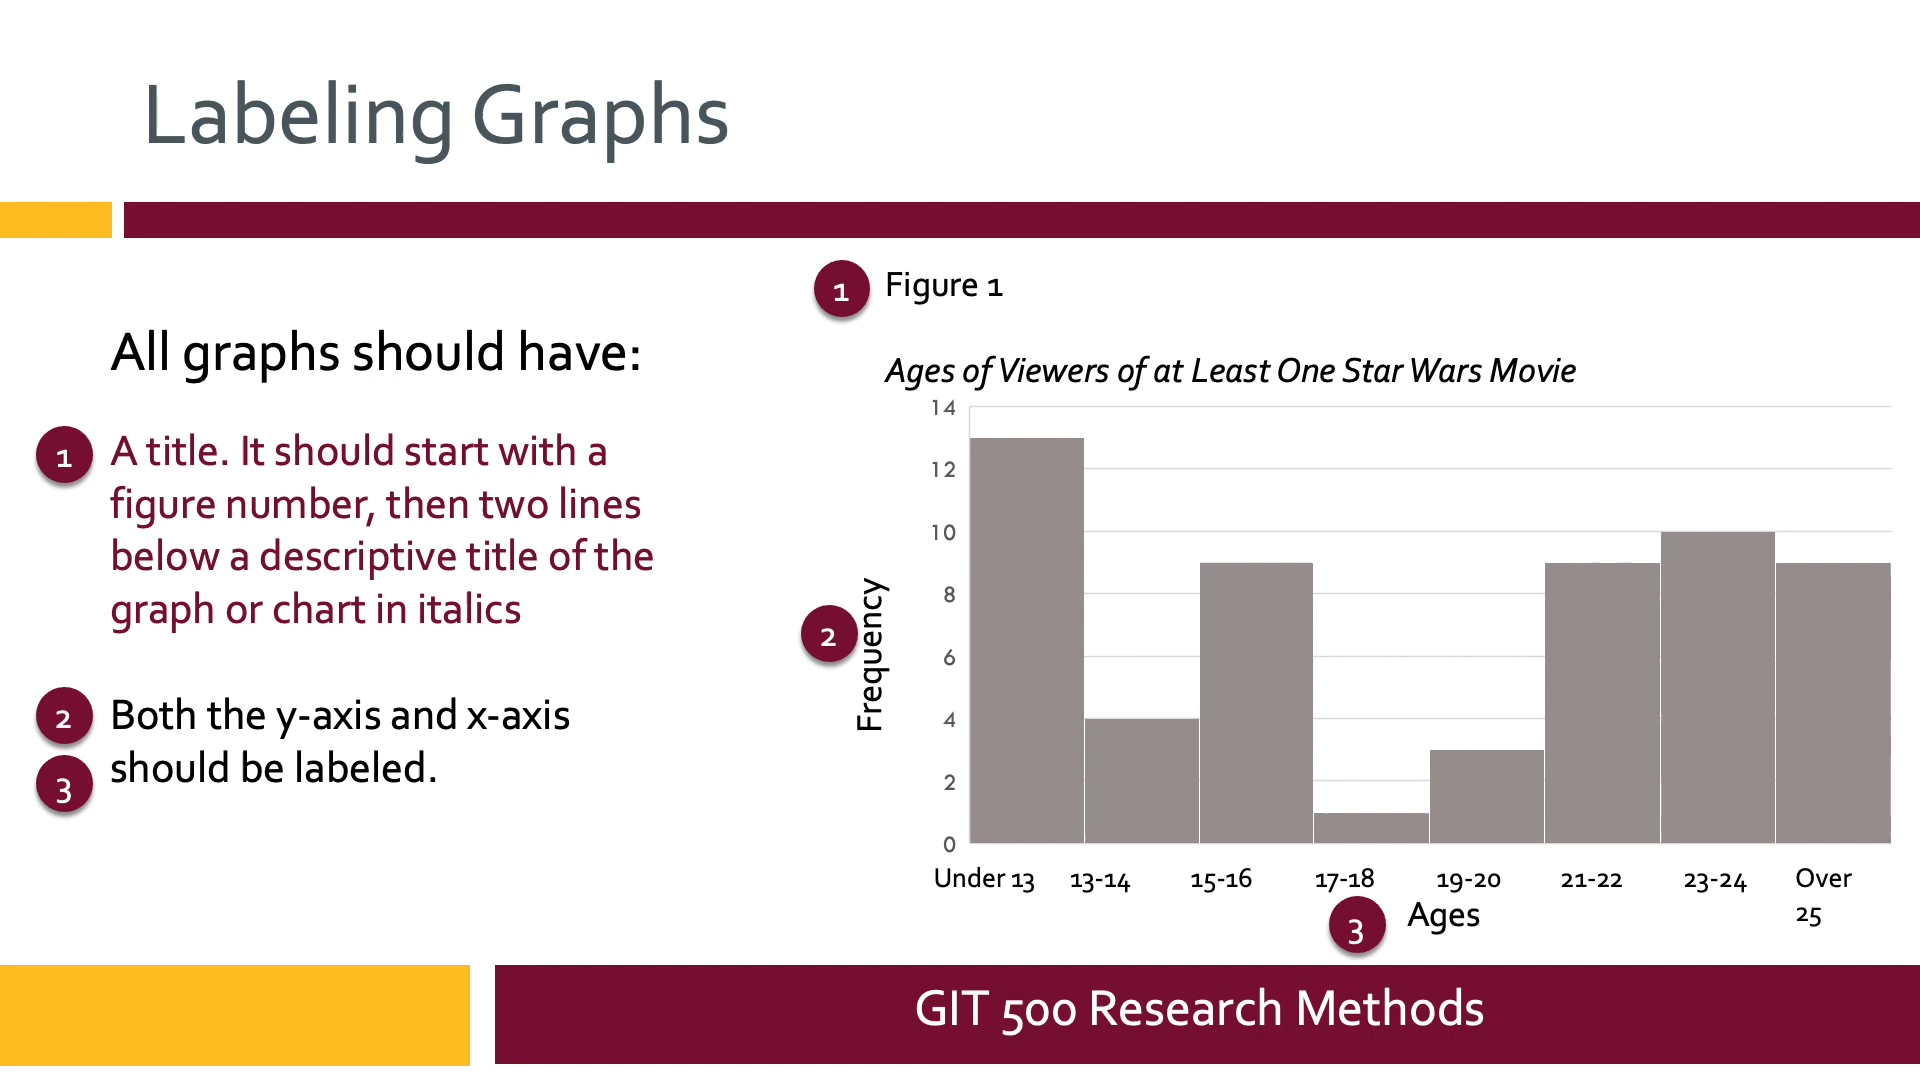 Labeling Graphs
All graphs should have:
1
A title. It should start with a
figure number, then two lines
below a descriptive title of the
graph or chart in italics
2
Both the y-axis and x-axis
3
should be labeled.
1
Figure 1
Ages of Viewers of at Least One Star Wars Movie
14
12
10
8
6
4
2
0
2
Frequency
Under 13
13-14
15-16
17-18
19-20
21-22
23-24
Over
25
3
Ages
GIT 500 Research Methods